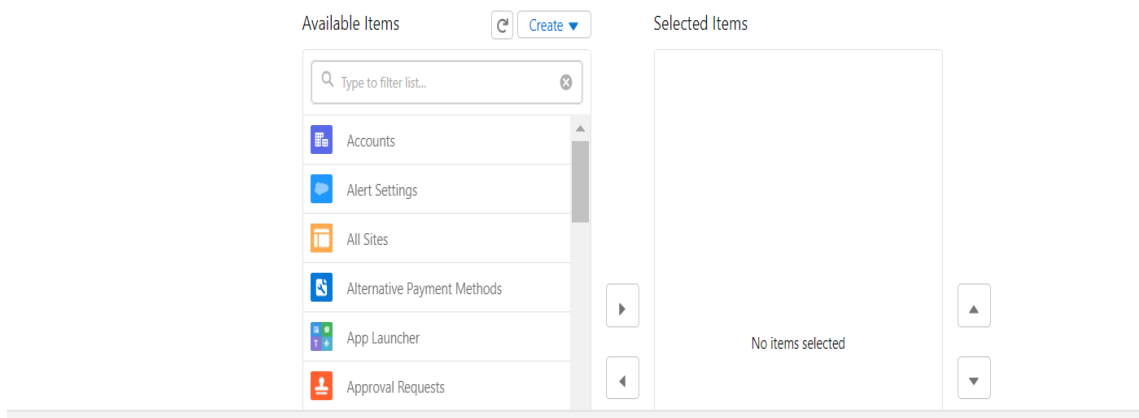 Available Items
Create
Selected Items
Type to filter list...
Accounts
Alert Settings
All Sites
Alternative Payment Methods
App Launcher
Approval Requests
No items selected